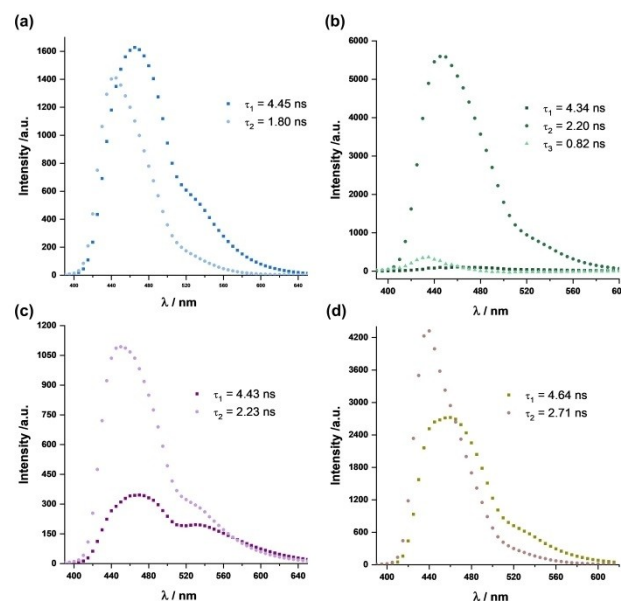 (a)
Intensity /a.u.
1600
1400
1200
1000
800
600
400
200
0
400 440 480 520 560 600 640
λ / nm
τ1 = 4.45 ns
τ2 = 1.80 ns
(b)
Intensity /a.u.
6000
5000
4000
3000
2000
1000
0
400 440 480 520 560 600
λ / nm
τ1 = 4.34 ns
τ2 = 2.20 ns
τ3 = 0.82 ns
(c)
Intensity /a.u.
1200
1050
900
750
600
450
300
150
0
400 440 480 520 560 600 640
λ / nm
τ1 = 4.43 ns
τ2 = 2.23 ns
(d)
Intensity /a.u.
4200
3600
3000
2400
1800
1200
600
0
400 440 480 520 560 600
λ / nm
τ1 = 4.64 ns
τ2 = 2.71 ns